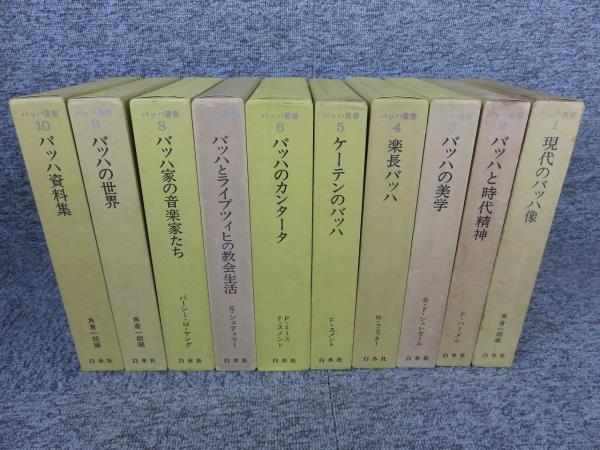 バッハ叢書
10
バッハ資料集
角倉一朗編
白水社
バッハ叢書
9
バッハの世界
角倉一朗編
白水社
バッハ叢書
8
バッハ家の音楽家たち
パーシー・M・ヤング
白水社
バッハとライプツィヒの教会生活
G・シュティラー
白水社
バッハ叢書
6
バッハのカンタータ
P・ミース
F・スメント
白水社
バッハ叢書
5
ケーテンのバッハ
F・スメント
白水社
バッハ叢書
4
楽長バッハ
白水社
バッハ叢書
3
バッハの美学
白水社
バッハ叢書
2
バッハと時代精神
F・ハーメル
白水社
バッハ叢書
1
現代のバッハ像
角倉一朗編
白水社